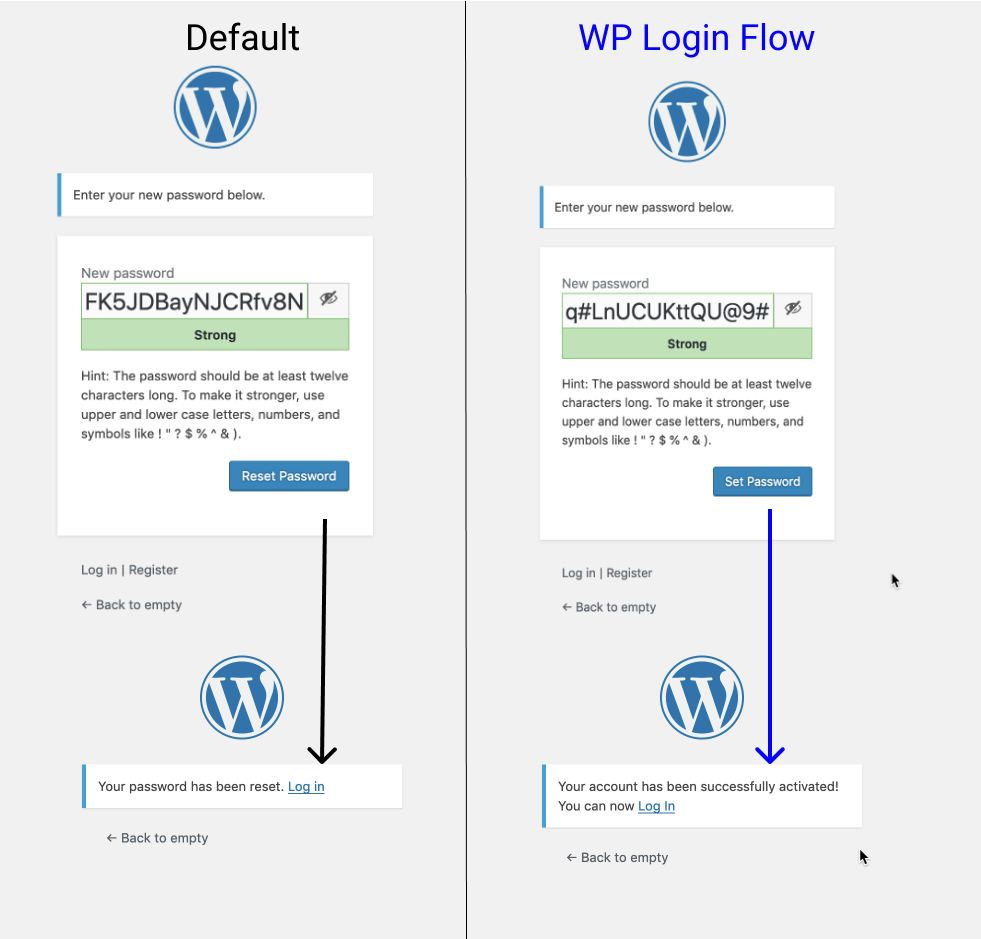 Default
Enter your new password below.
New password
FK5JDBayNJCRfv8N
Strong
Hint: The password should be at least twelve
characters long. To make it stronger, use
upper and lower case letters, numbers, and
symbols like ! " ? $ % ^ & ).
Reset Password
Log in | Register
← Back to empty
Your password has been reset. Log in
← Back to empty
WP Login Flow
Enter your new password below.
New password
q#LnUCUKttQU@9#
Strong
Hint: The password should be at least twelve
characters long. To make it stronger, use
upper and lower case letters, numbers, and
symbols like ! " ? $ % ^ & ).
Set Password
Log in | Register
← Back to empty
Your account has been successfully activated!
You can now Log In
← Back to empty